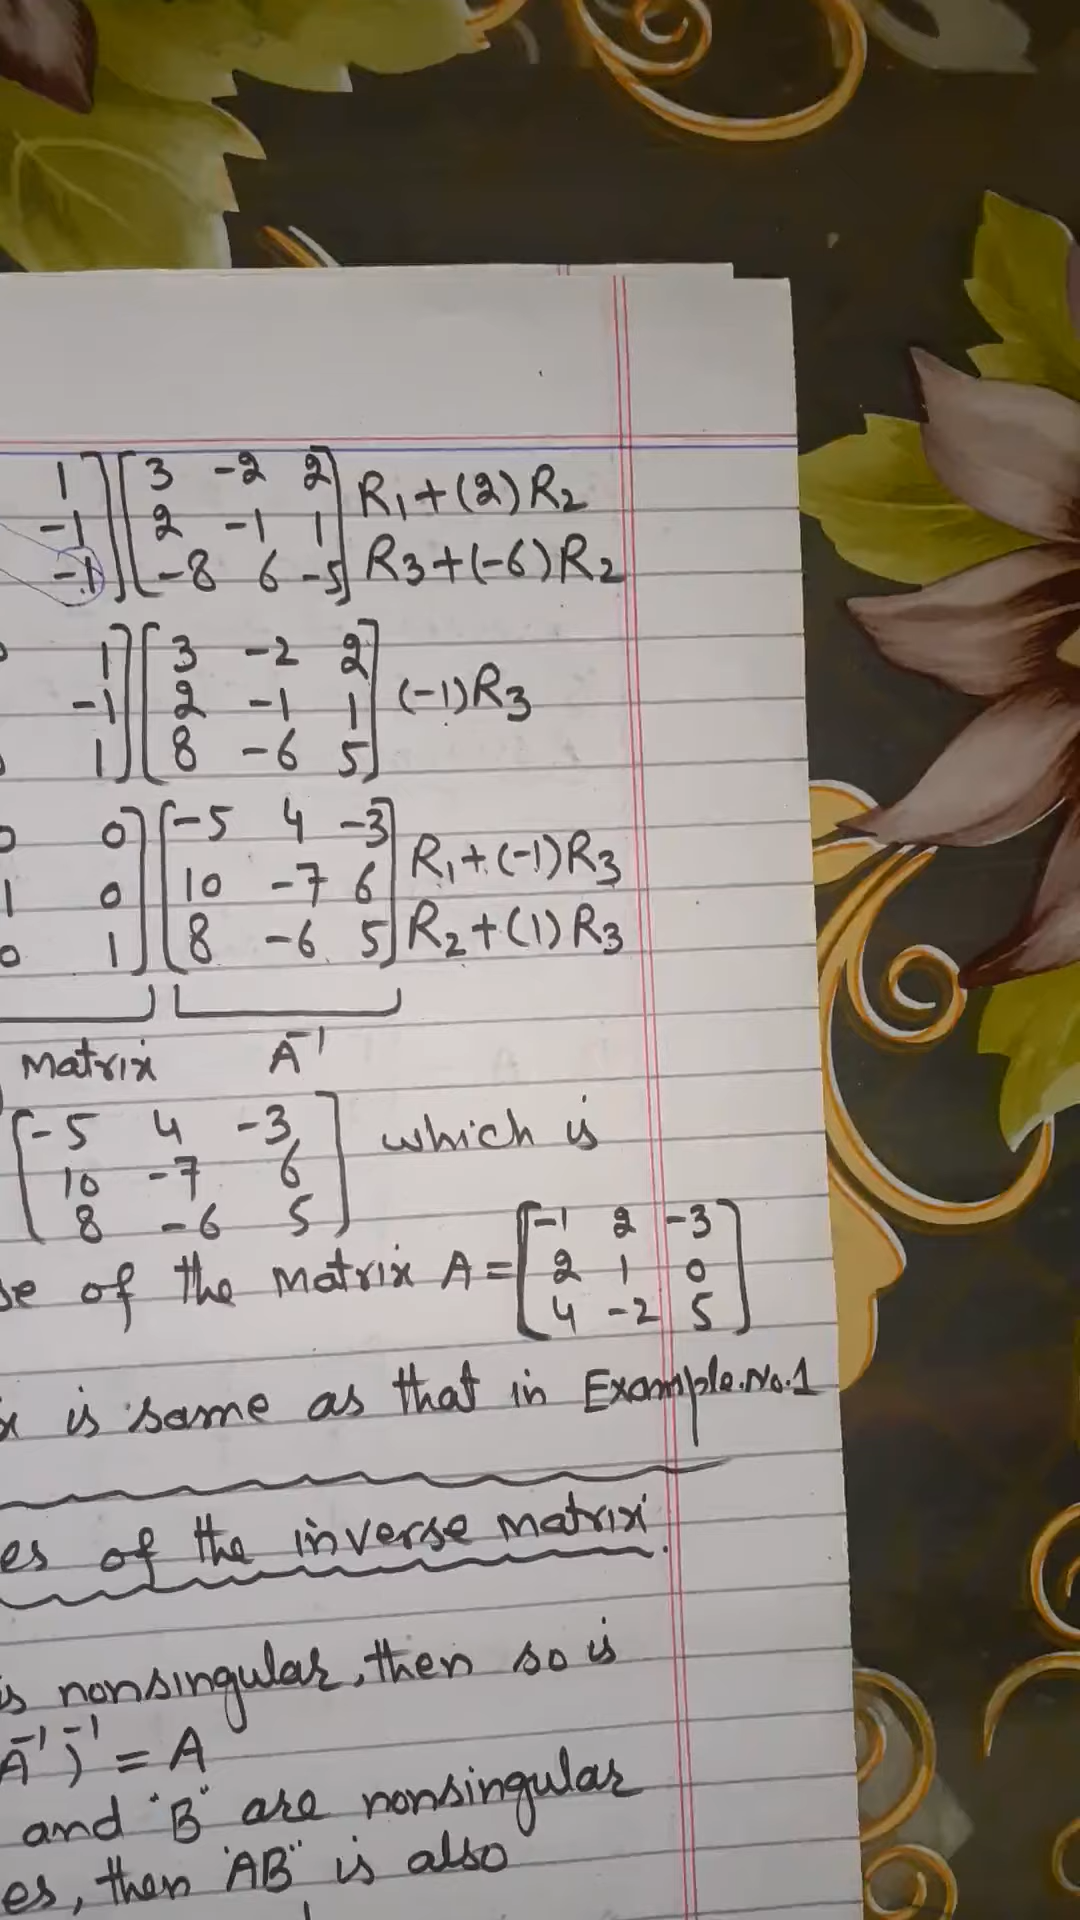 1] [3 -2 2] R₁+(2)R₂
-1] [2 -1 1]
-1] [-8 6 -5] R₃+(-6)R₂
1] [3 -2 2]
-1] [2 -1 1] (-1)R₃
1] [8 -6 5]
0 0] [-5 4 -3] R₁+(-1)R₃
1 0] [10 -7 6]
0 1] [8 -6 5] R₂+(1)R₃
Matrix A⁻¹
[-5 4 -3] which is
[10 -7 6]
[8 -6 5]
of the Matrix A = [-1 2 -3]
[2 1 0]
[4 -2 5]
is same as that in Example.No.1
of the inverse matrix.
is nonsingular, then so is
A⁻¹)⁻¹ = A
and "B" are nonsingular
then "AB" is also